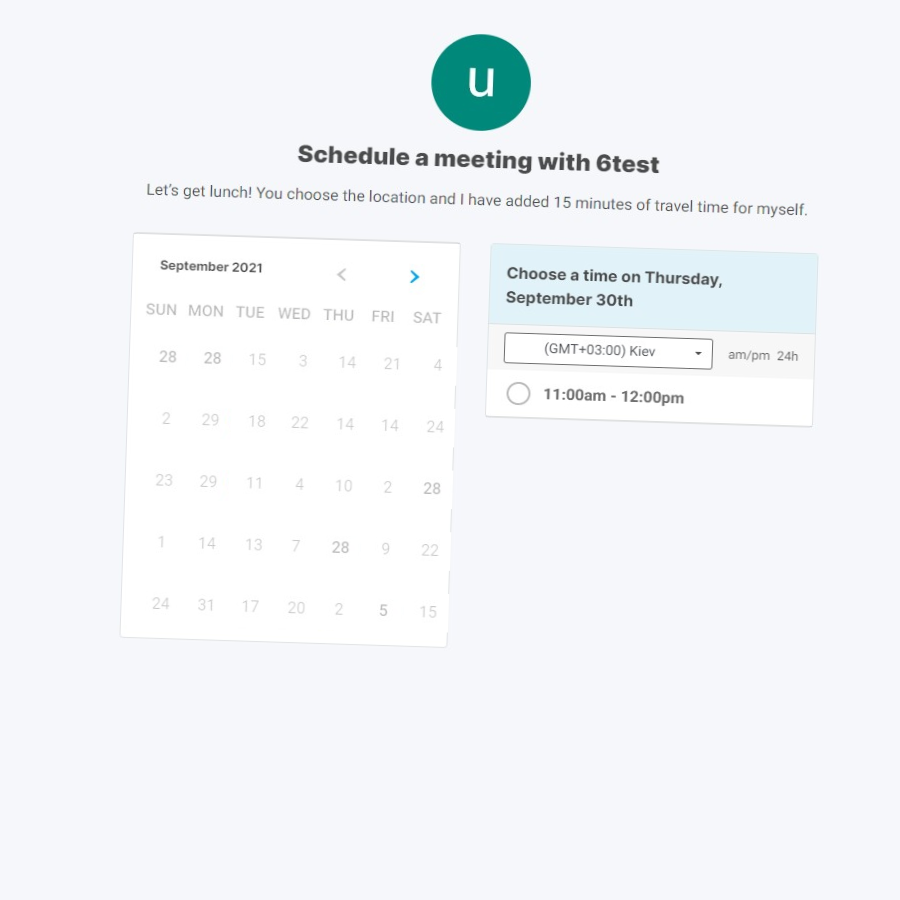 u
Schedule a meeting with 6test
Let's get lunch! You choose the location and I have added 15 minutes of travel time for myself.
September 2021
SUN MON TUE WED THU FRI SAT
28 28 15 3 14 21 4
2 29 18 22 14 14 24
23 29 11 4 10 2 28
1 14 13 7 28 9 22
24 31 17 20 2 5 15
Choose a time on Thursday,
September 30th
(GMT+03:00) Kiev am/pm 24h
11:00am - 12:00pm